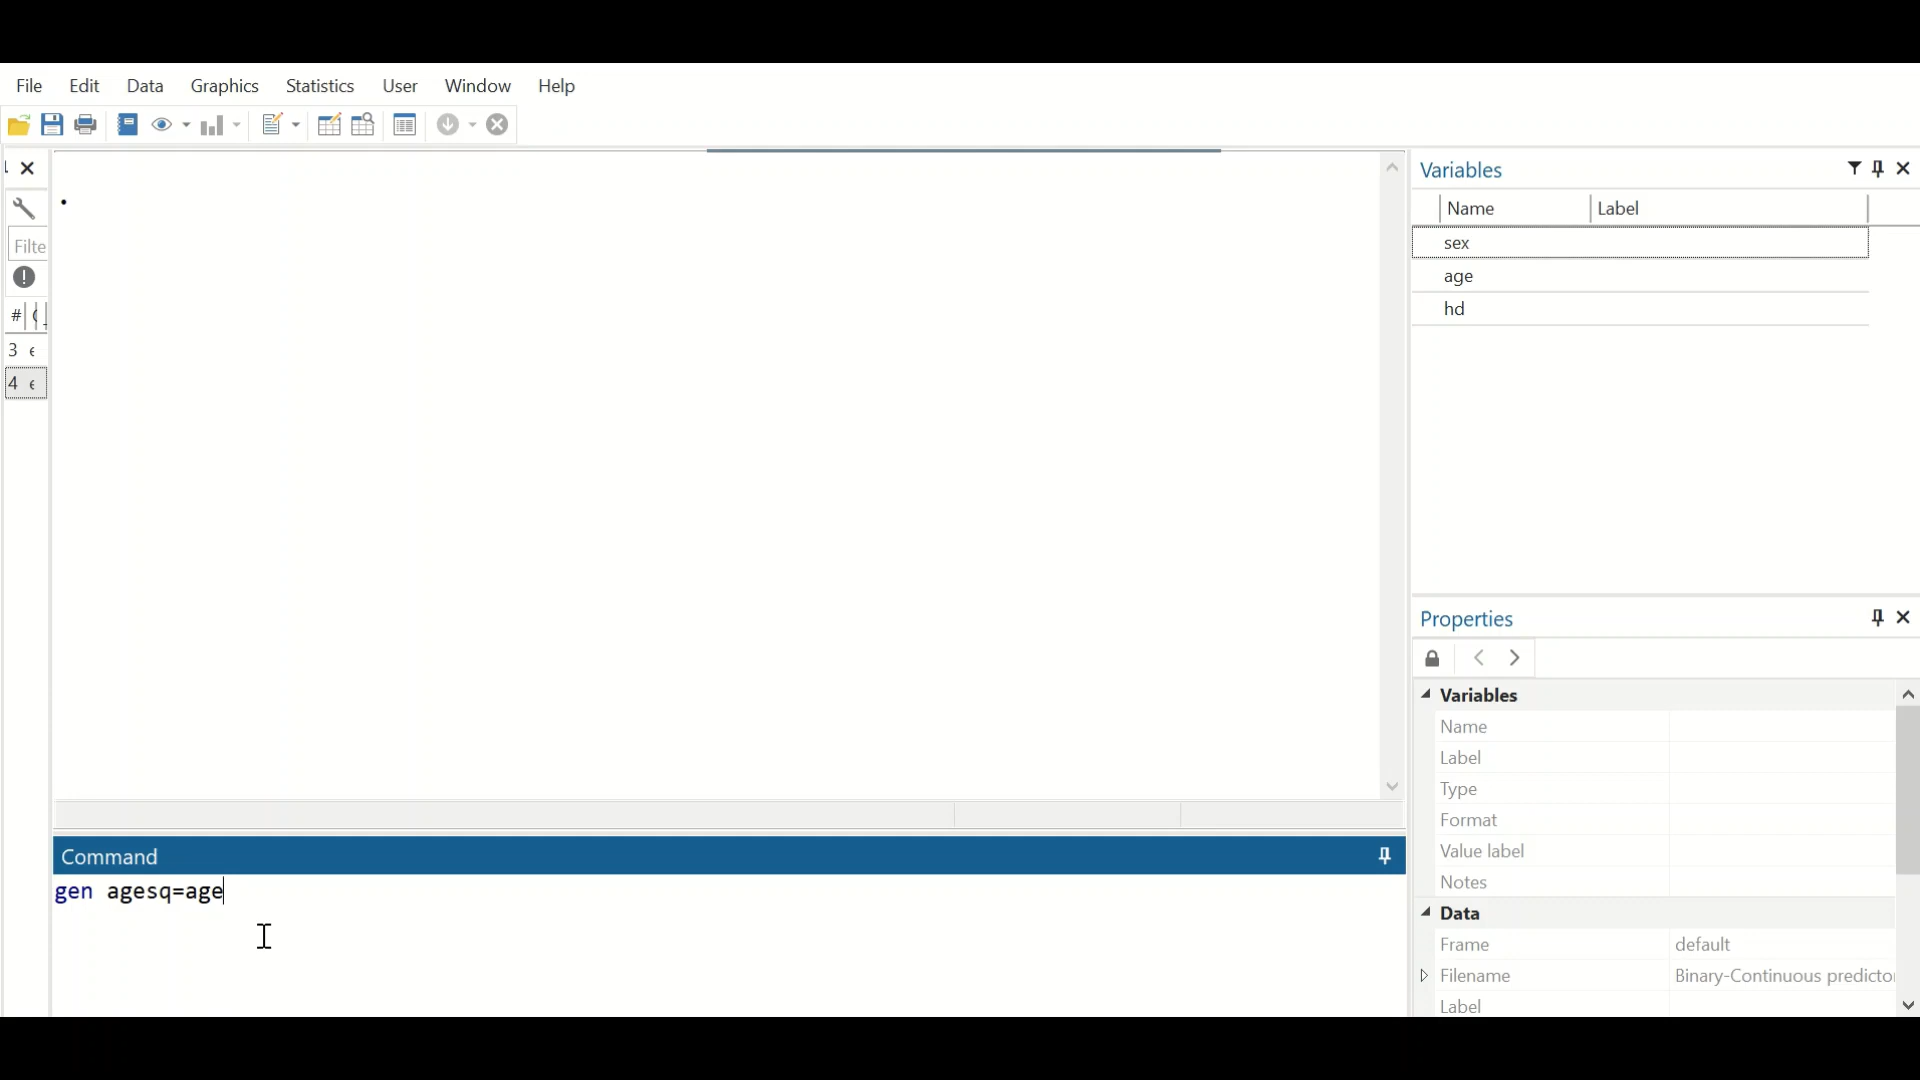 File Edit Data Graphics Statistics User Window Help
Variables
Name Label
Filte
sex
age
hd
#
3
4
Properties
Variables
Name
Label
Type
Format
Value label
Notes
Data
Frame default
Filename Binary-Continuous predicto
Label
Command
gen agesq=age